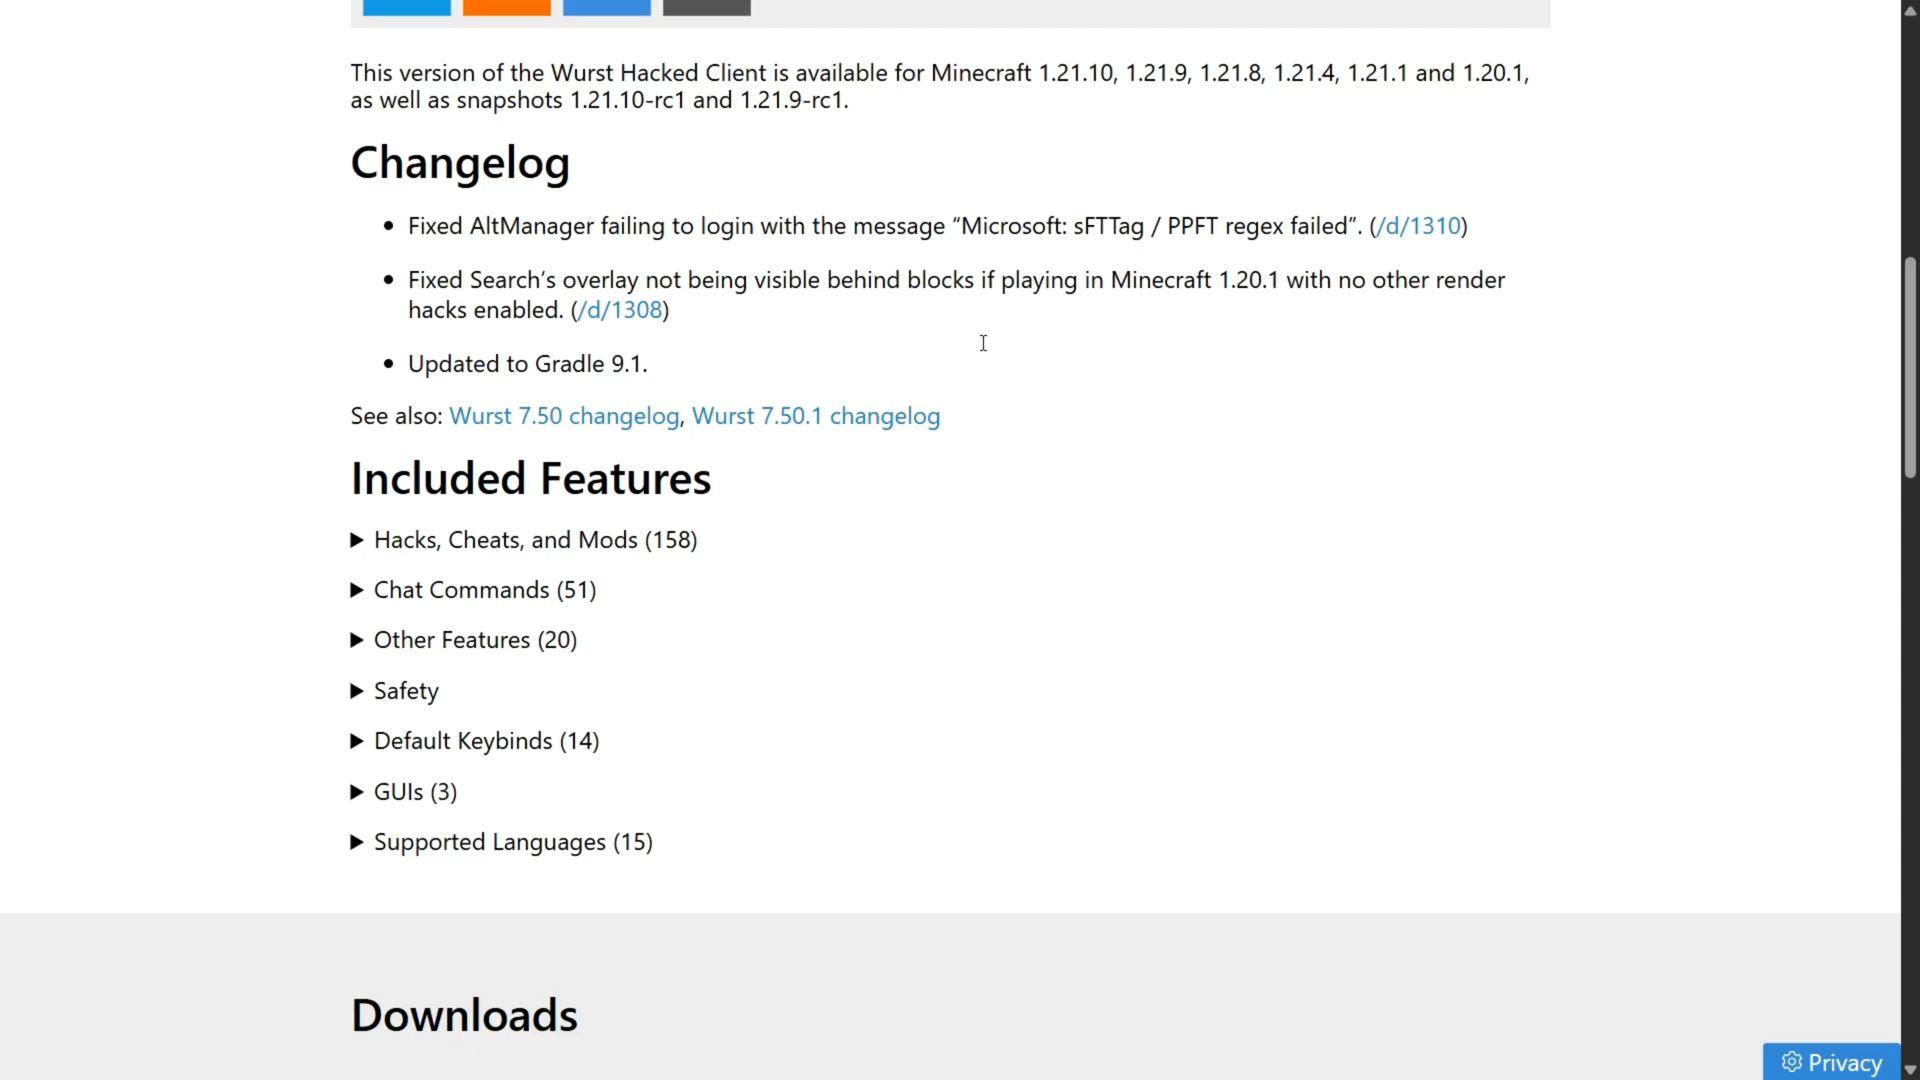 This version of the Wurst Hacked Client is available for Minecraft 1.21.10, 1.21.9, 1.21.8, 1.21.4, 1.21.1 and 1.20.1,
as well as snapshots 1.21.10-rc1 and 1.21.9-rc1.
Changelog
• Fixed AltManager failing to login with the message “Microsoft: sFTTag / PPFT regex failed”. (/d/1310)
• Fixed Search’s overlay not being visible behind blocks if playing in Minecraft 1.20.1 with no other render
hacks enabled. (/d/1308)
• Updated to Gradle 9.1.
See also: Wurst 7.50 changelog, Wurst 7.50.1 changelog
Included Features
▶ Hacks, Cheats, and Mods (158)
▶ Chat Commands (51)
▶ Other Features (20)
▶ Safety
▶ Default Keybinds (14)
▶ GUIs (3)
▶ Supported Languages (15)
Downloads
Privacy